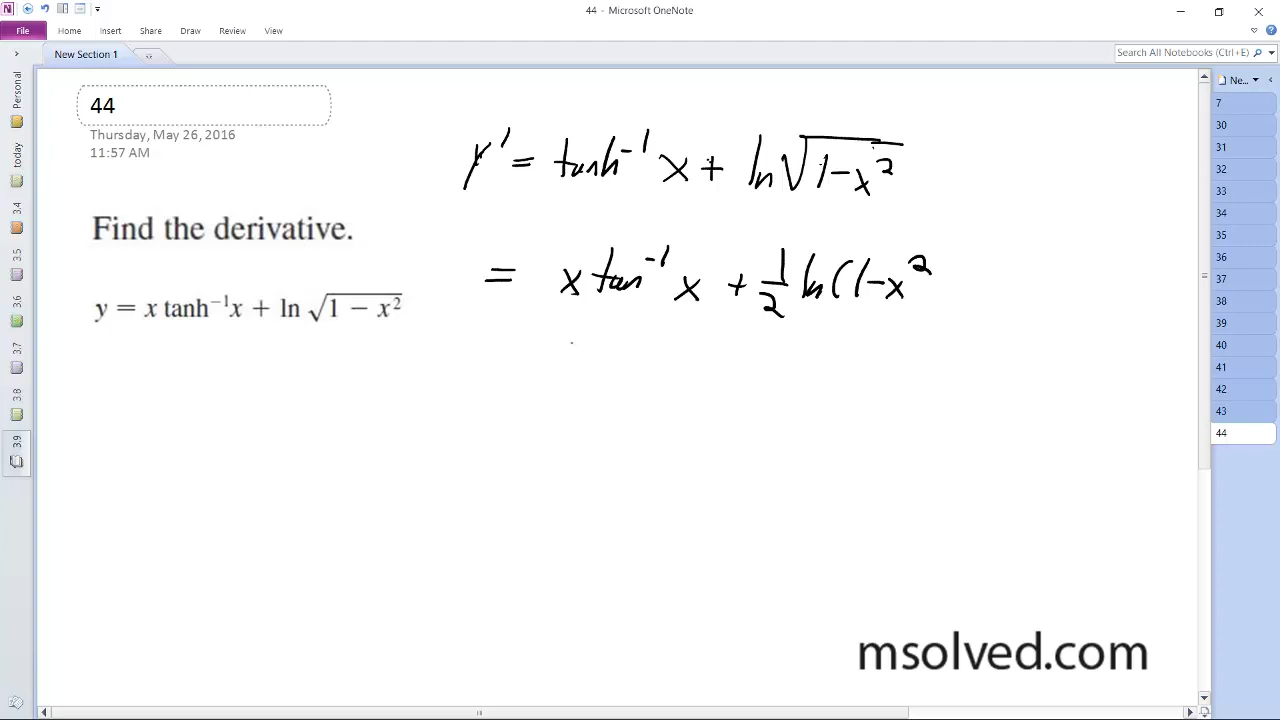 44 - Microsoft OneNote
File Home Insert Share Draw Review View
New Section 1
Search All Notebooks (Ctrl+E)
Ne...
44
Thursday, May 26, 2016
11:57 AM
Find the derivative.
y = x tanh⁻¹x + ln √(1 − x²)
y' = tanh⁻¹ x + ln √(1-x²)
= x tan⁻¹ x + 1/2 ln(1-x²
msolved.com
Personal
today
34
35
36
37
38
39
7
30
31
32
33
34
35
36
37
38
39
40
41
42
43
44